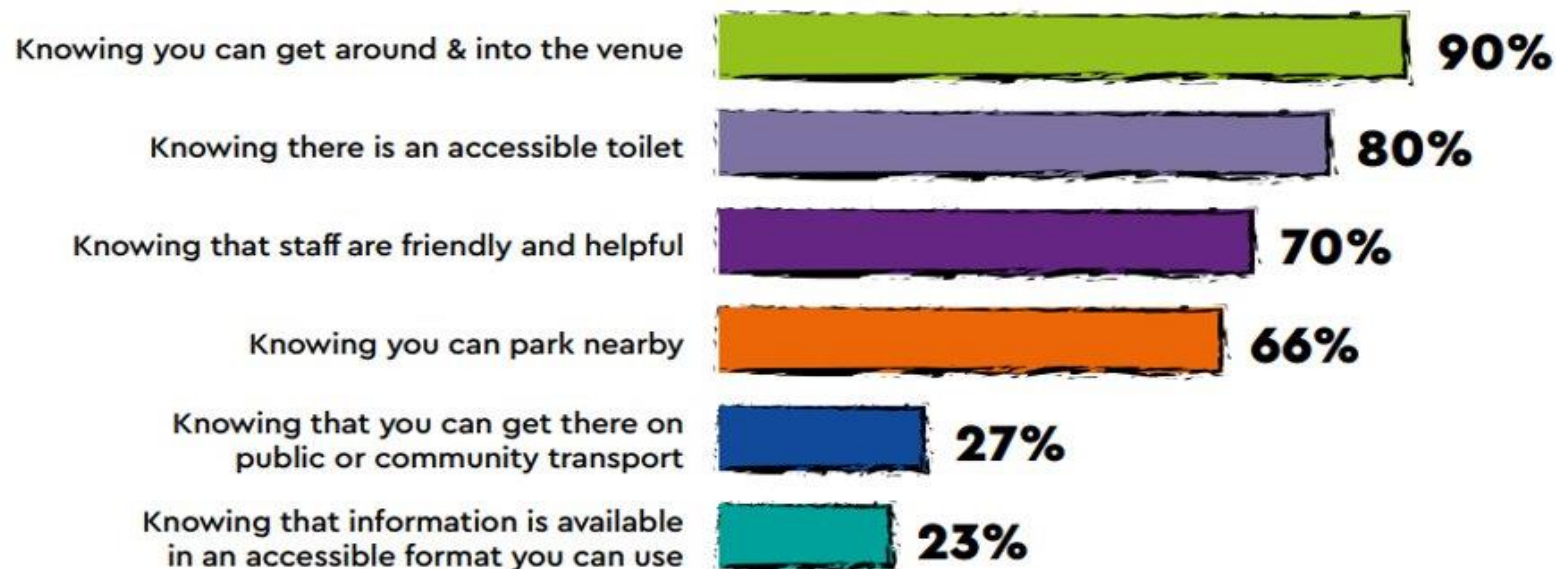 Knowing you can get around & into the venue 90%
Knowing there is an accessible toilet 80%
Knowing that staff are friendly and helpful 70%
Knowing you can park nearby 66%
Knowing that you can get there on
public or community transport 27%
Knowing that information is available
in an accessible format you can use 23%